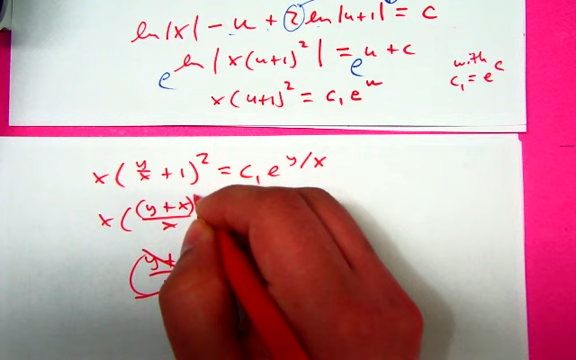 ln|x| - u + 2 ln|u+1| = c
e ln|x(u+1)²| = e u + c
with
c₁ = e^c
x(u+1)² = c₁e^u
x(y/x + 1)² = c₁e^y/x
x((y+x)/x
(y+